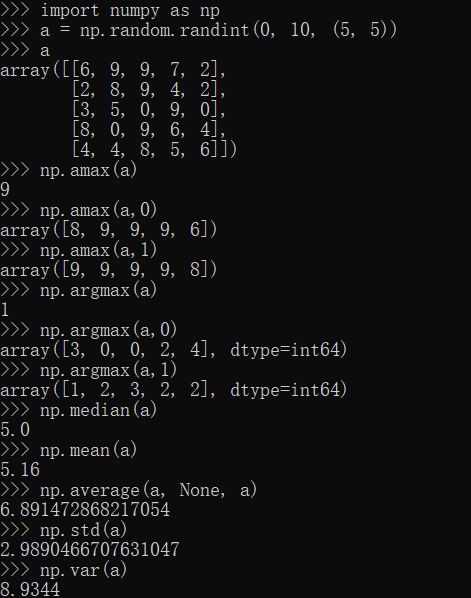 >>> import numpy as np
>>> a = np.random.randint(0, 10, (5, 5))
>>> a
array([[6, 9, 9, 7, 2],
       [2, 8, 9, 4, 2],
       [3, 5, 0, 9, 0],
       [8, 0, 9, 6, 4],
       [4, 4, 8, 5, 6]])
>>> np.amax(a)
9
>>> np.amax(a,0)
array([8, 9, 9, 9, 6])
>>> np.amax(a,1)
array([9, 9, 9, 9, 8])
>>> np.argmax(a)
1
>>> np.argmax(a,0)
array([3, 0, 0, 2, 4], dtype=int64)
>>> np.argmax(a,1)
array([1, 2, 3, 2, 2], dtype=int64)
>>> np.median(a)
5.0
>>> np.mean(a)
5.16
>>> np.average(a, None, a)
6.891472868217054
>>> np.std(a)
2.9890466707631047
>>> np.var(a)
8.9344